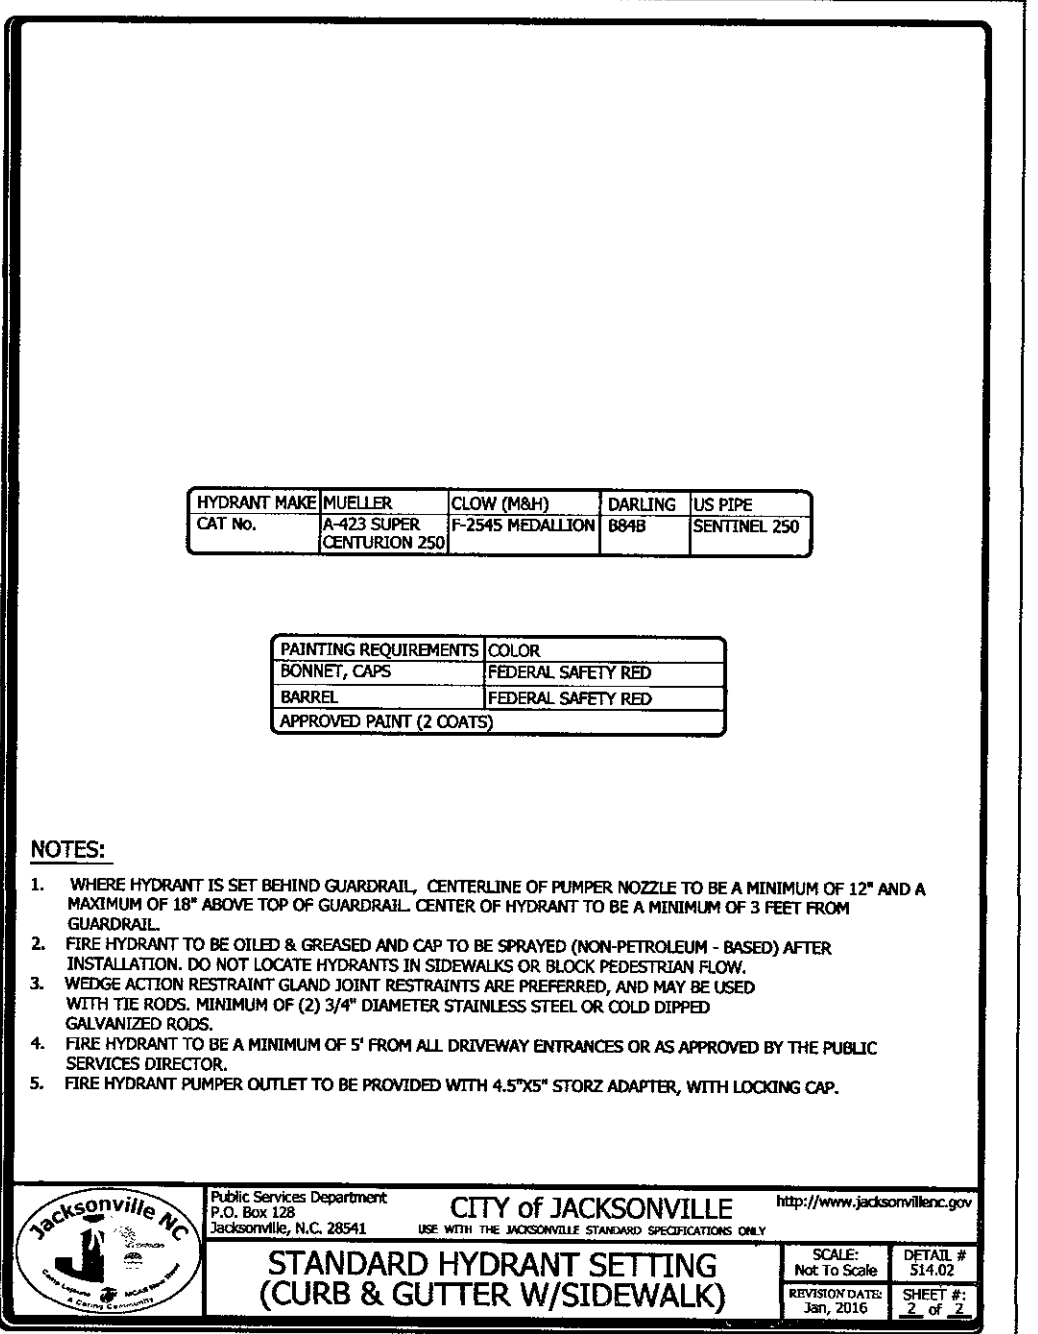 HYDRANT MAKE MUELLER CLOW (M&H) DARLING US PIPE
CAT No. A-423 SUPER F-2545 MEDALLION B84B SENTINEL 250
CENTURION 250
PAINTING REQUIREMENTS COLOR
BONNET, CAPS FEDERAL SAFETY RED
BARREL FEDERAL SAFETY RED
APPROVED PAINT (2 COATS)
NOTES:
1. WHERE HYDRANT IS SET BEHIND GUARDRAIL, CENTERLINE OF PUMPER NOZZLE TO BE A MINIMUM OF 12" AND A
MAXIMUM OF 18" ABOVE TOP OF GUARDRAIL. CENTER OF HYDRANT TO BE A MINIMUM OF 3 FEET FROM
GUARDRAIL.
2. FIRE HYDRANT TO BE OILED & GREASED AND CAP TO BE SPRAYED (NON-PETROLEUM - BASED) AFTER
INSTALLATION. DO NOT LOCATE HYDRANTS IN SIDEWALKS OR BLOCK PEDESTRIAN FLOW.
3. WEDGE ACTION RESTRAINT GLAND JOINT RESTRAINTS ARE PREFERRED, AND MAY BE USED
WITH TIE RODS. MINIMUM OF (2) 3/4" DIAMETER STAINLESS STEEL OR COLD DIPPED
GALVANIZED RODS.
4. FIRE HYDRANT TO BE A MINIMUM OF 5' FROM ALL DRIVEWAY ENTRANCES OR AS APPROVED BY THE PUBLIC
SERVICES DIRECTOR.
5. FIRE HYDRANT PUMPER OUTLET TO BE PROVIDED WITH 4.5"X5" STORZ ADAPTER, WITH LOCKING CAP.
Jacksonville NC
Camp Lejeune MCAS New River
A Caring Community
Public Services Department
P.O. Box 128
Jacksonville, N.C. 28541
CITY of JACKSONVILLE
USE WITH THE JACKSONVILLE STANDARD SPECIFICATIONS ONLY
http://www.jacksonvillenc.gov
STANDARD HYDRANT SETTING
(CURB & GUTTER W/SIDEWALK)
SCALE:
Not To Scale
DETAIL #
514.02
REVISION DATE:
Jan, 2016
SHEET #:
2 of 2